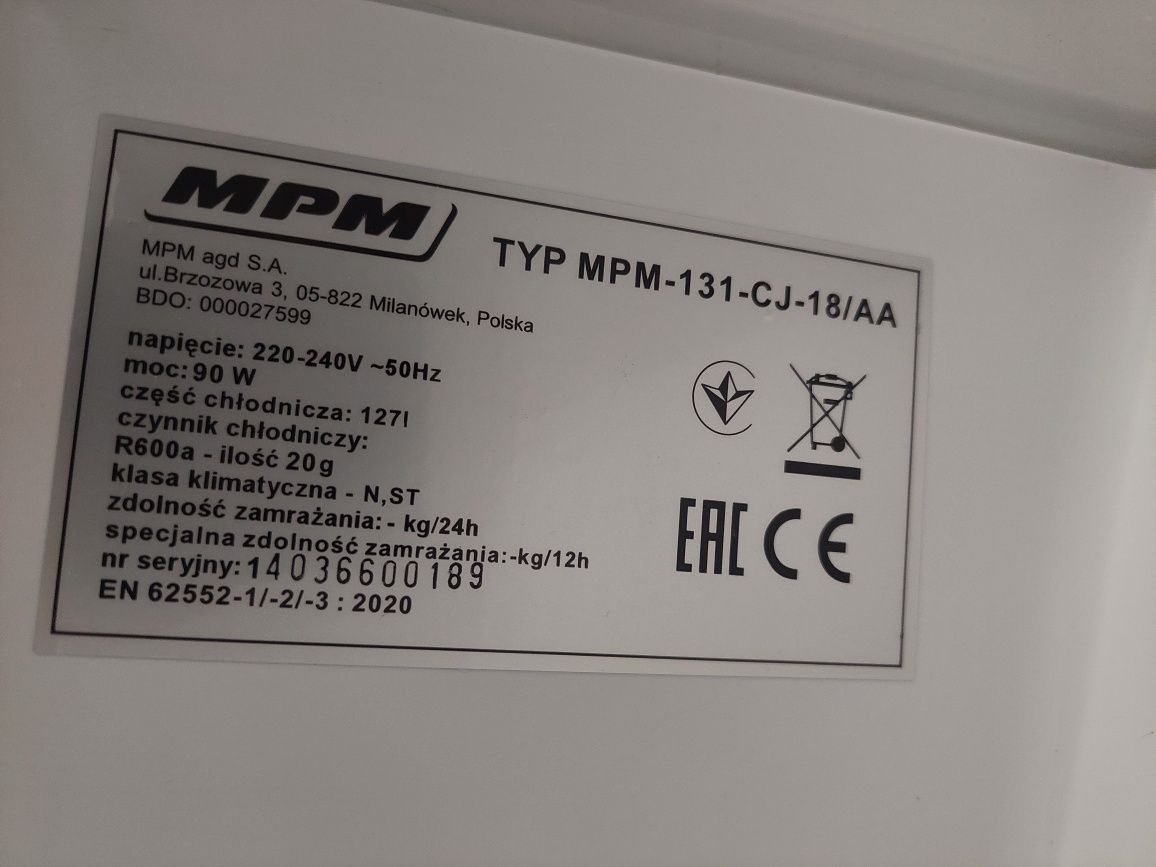 MPM
TYP MPM-131-CJ-18/AA
MPM agd S.A.
ul.Brzozowa 3, 05-822 Milanówek, Polska
BDO: 000027599
napięcie: 220-240V ~50Hz
moc: 90 W
część chłodnicza: 127l
czynnik chłodniczy:
R600a - ilość 20g
klasa klimatyczna - N,ST
zdolność zamrażania: - kg/24h
specjalna zdolność zamrażania:-kg/12h
nr seryjny: 14036600189
EN 62552-1/-2/-3 : 2020
EAC CE